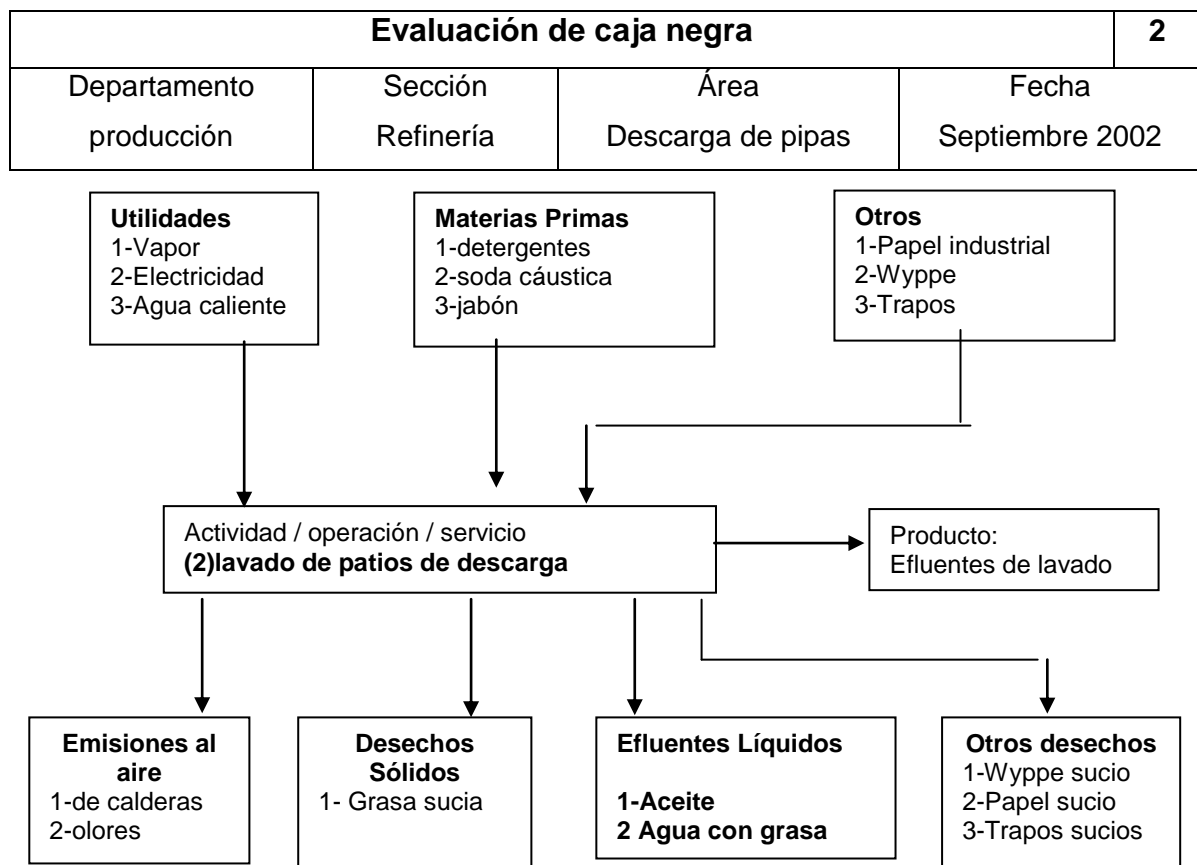 Evaluación de caja negra
2
Departamento
producción
Sección
Refinería
Área
Descarga de pipas
Fecha
Septiembre 2002
Utilidades
1-Vapor
2-Electricidad
3-Agua caliente
Materias Primas
1-detergentes
2-soda cáustica
3-jabón
Otros
1-Papel industrial
2-Wyppe
3-Trapos
Actividad / operación / servicio
(2)lavado de patios de descarga
Producto:
Efluentes de lavado
Emisiones al
aire
1-de calderas
2-olores
Desechos
Sólidos
1- Grasa sucia
Efluentes Líquidos
1-Aceite
2 Agua con grasa
Otros desechos
1-Wyppe sucio
2-Papel sucio
3-Trapos sucios